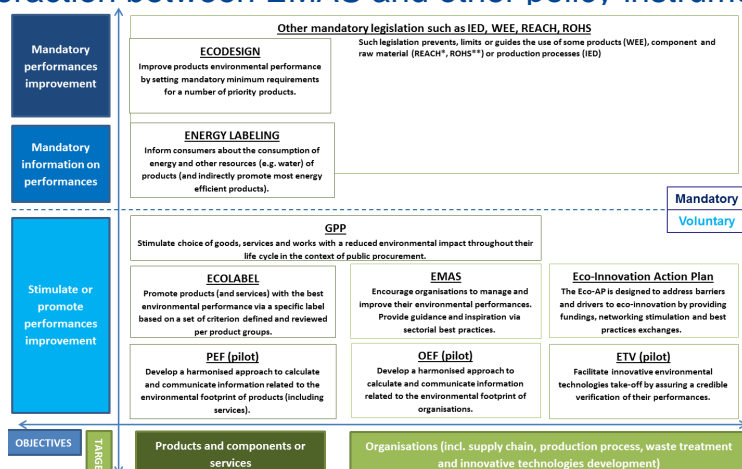 Mandatory
performances
improvement
Other mandatory legislation such as IED, WEE, REACH, ROHS
Such legislation prevents, limits or guides the use of some products (WEE), component and
raw material (REACH*, ROHS**) or production processes (IED)
ECODESIGN
Improve products environmental performance
by setting mandatory minimum requirements
for a number of priority products.
Mandatory
information on
performances
ENERGY LABELING
Inform consumers about the consumption of
energy and other resources (e.g. water) of
products (and indirectly promote most energy
efficient products).
Mandatory
Voluntary
Stimulate or
promote
performances
improvement
GPP
Stimulate choice of goods, services and works with a reduced environmental impact throughout their
life cycle in the context of public procurement.
ECOLABEL
Promote products (and services) with the best
environmental performance via a specific label
based on a set of criterion defined and reviewed
per product groups.
EMAS
Encourage organisations to manage and
improve their environmental performances.
Provide guidance and inspiration via
sectorial best practices.
Eco-Innovation Action Plan
The Eco-AP is designed to address barriers
and drivers to eco-innovation by providing
fundings, networking stimulation and best
practices exchanges.
PEF (pilot)
Develop a harmonised approach to calculate
and communicate information related to the
environmental footprint of products (including
services).
OEF (pilot)
Develop a harmonised approach to
calculate and communicate information
related to the environmental footprint of
organisations.
ETV (pilot)
Facilitate innovative environmental
technologies take-off by assuring a credible
verification of their performances.
OBJECTIVES
TARGE
Products and components or
services
Organisations (incl. supply chain, production process, waste treatment
and innovative technologies development)